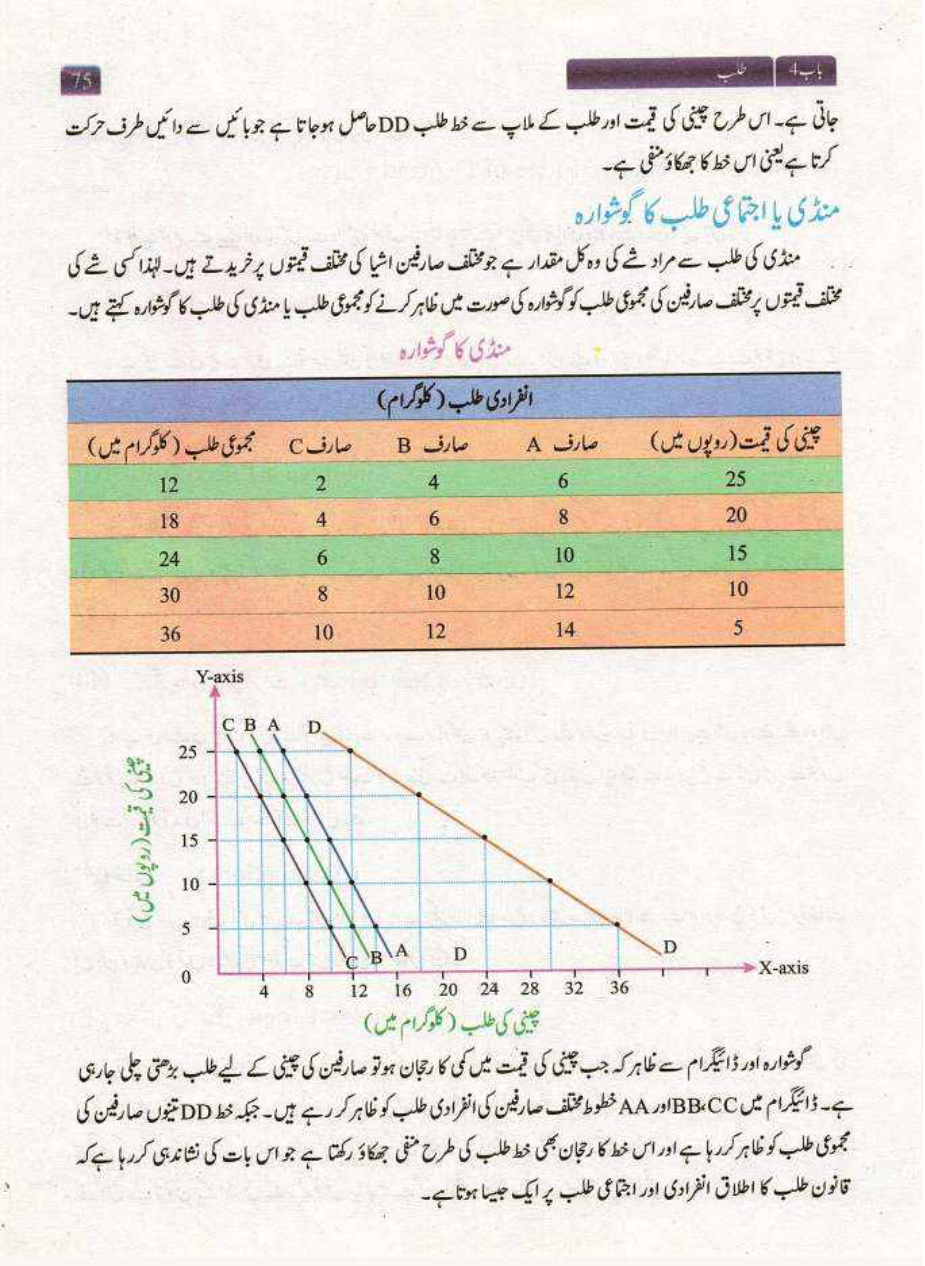 باب 4 طلب
75
جاتی ہے۔ اس طرح چینی کی قیمت اور طلب کے ملاپ سے خط طلب DD حاصل ہوجاتا ہے جو بائیں سے دائیں طرف حرکت
کرتا ہے یعنی اس خط کا جھکاؤ منفی ہے۔
منڈی یا اجتماعی طلب کا گوشوارہ
منڈی کی طلب سے مراد شے کی وہ کل مقدار ہے جو مختلف صارفین اشیا کی مختلف قیمتوں پر خریدتے ہیں۔ لہٰذا کسی شے کی
مختلف قیمتوں پر مختلف صارفین کی مجموعی طلب کو گوشوارہ کی صورت میں ظاہر کرنے کو مجموعی طلب یا منڈی کی طلب کا گوشوارہ کہتے ہیں۔
منڈی کا گوشوارہ
انفرادی طلب (کلوگرام)
چینی کی قیمت (روپوں میں) صارف A صارف B صارف C مجموعی طلب (کلوگرام میں)
25 6 4 2 12
20 8 6 4 18
15 10 8 6 24
10 12 10 8 30
5 14 12 10 36
Y-axis
C B A D
25
20
15
10
5
0
چینی کی قیمت (روپوں میں)
C B A D D
X-axis
4 8 12 16 20 24 28 32 36
چینی کی طلب (کلوگرام میں)
گوشوارہ اور ڈائیگرام سے ظاہر کہ جب چینی کی قیمت میں کمی کا رجحان ہو تو صارفین کی چینی کے لیے طلب بڑھتی چلی جارہی
ہے۔ ڈائیگرام میں BB،CC اور AA خطوط مختلف صارفین کی انفرادی طلب کو ظاہر کر رہے ہیں۔ جبکہ خط DD تینوں صارفین کی
مجموعی طلب کو ظاہر کر رہا ہے اور اس خط کا رجحان بھی خط طلب کی طرح منفی جھکاؤ رکھتا ہے جو اس بات کی نشاندہی کر رہا ہے کہ
قانون طلب کا اطلاق انفرادی اور اجتماعی طلب پر ایک جیسا ہوتا ہے۔